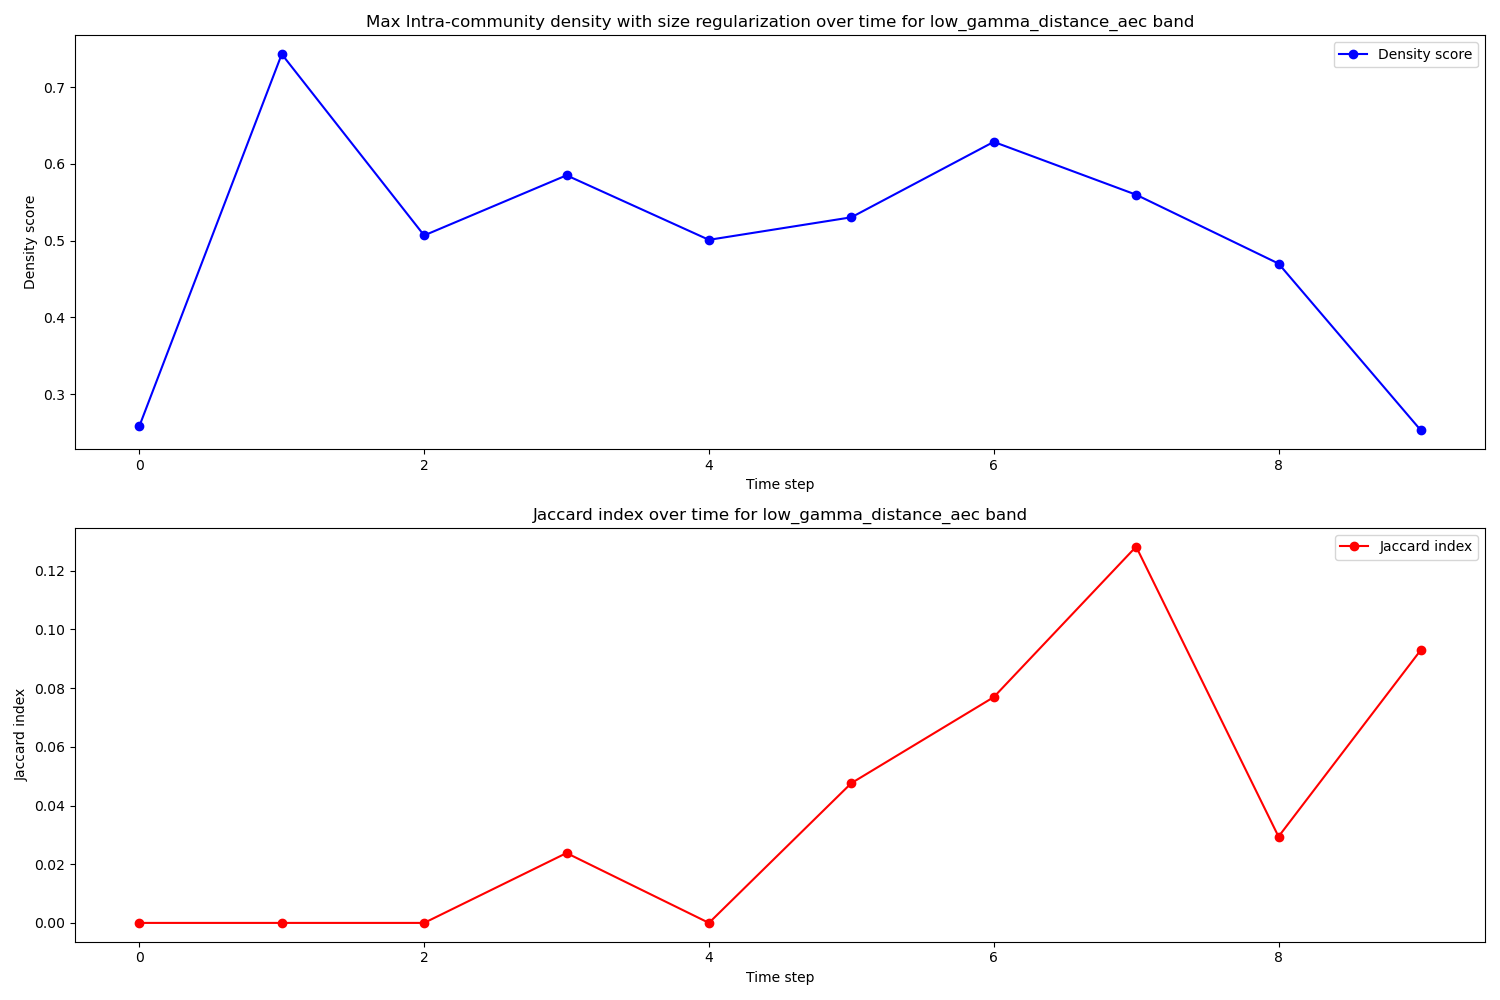 Max Intra-community density with size regularization over time for low_gamma_distance_aec band
Density score
0.7
0.6
0.5
0.4
0.3
Density score
0 2 4 6 8
Time step
Jaccard index over time for low_gamma_distance_aec band
Jaccard index
0.12
0.10
0.08
0.06
0.04
0.02
0.00
Jaccard index
0 2 4 6 8
Time step